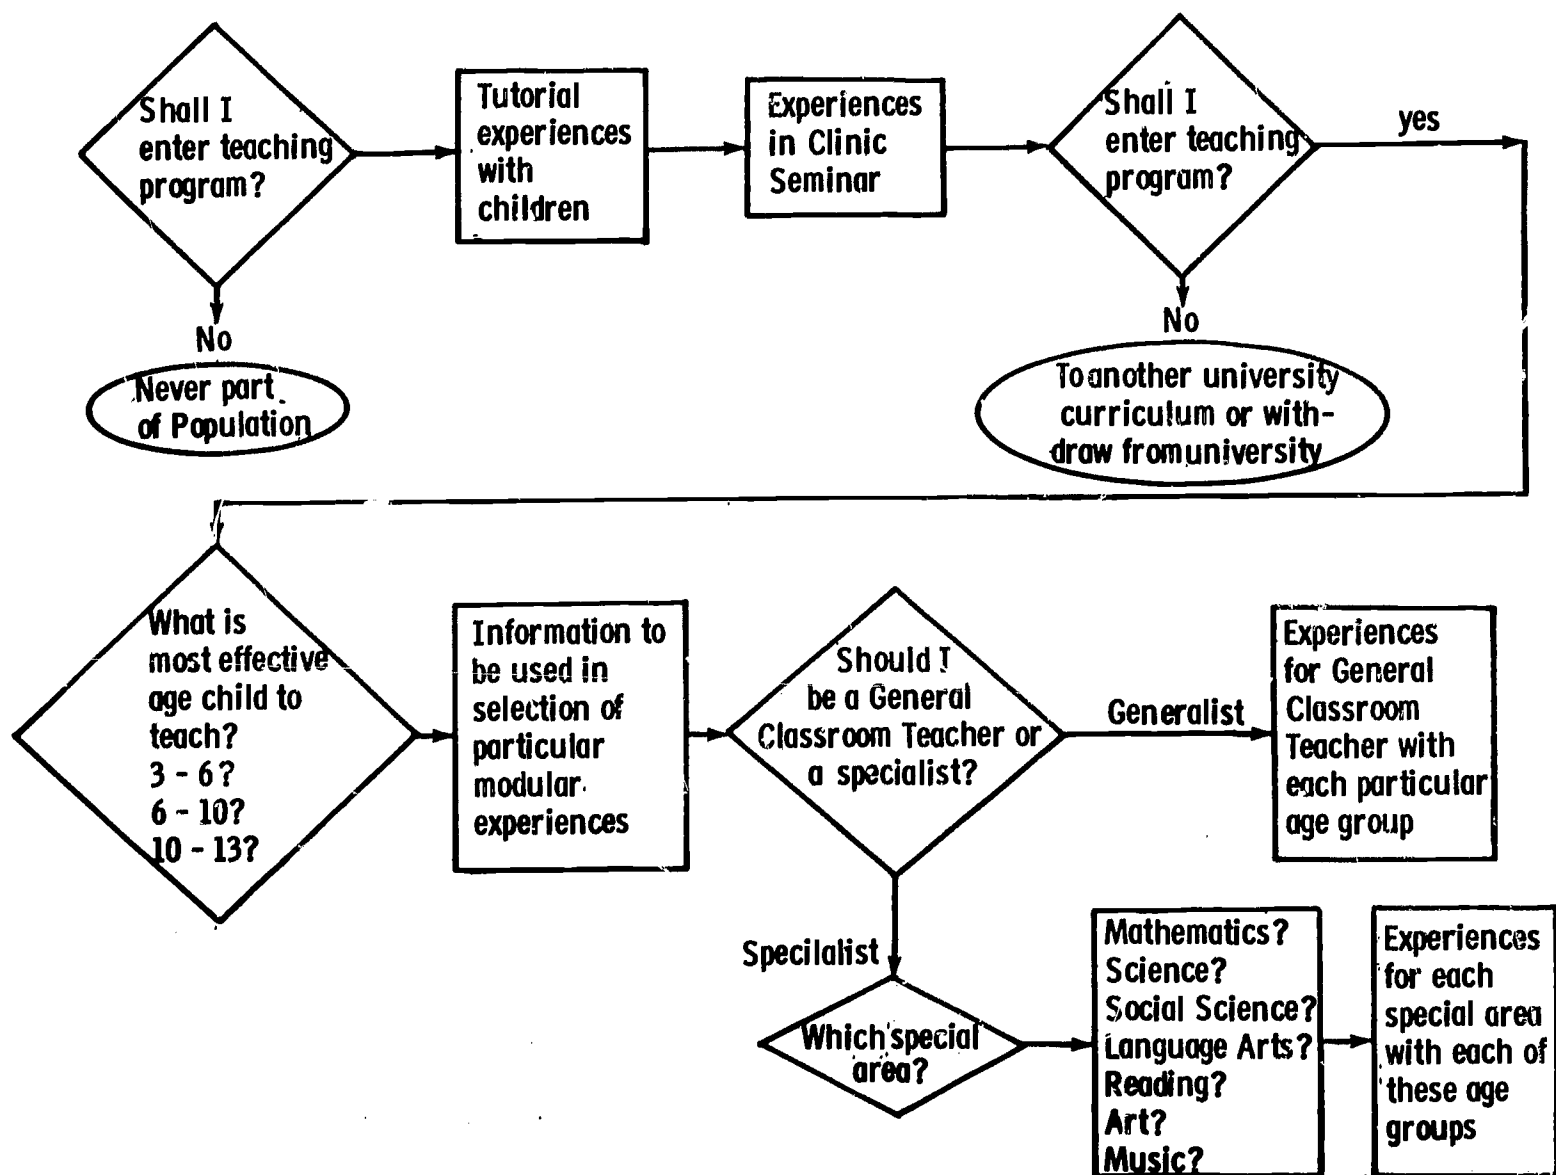 Shall I
enter teaching
program?
Tutorial
experiences
with
children
Experiences
in Clinic
Seminar
Shall I
enter teaching
program?
yes
No
Never part
of Population
No
To another university
curriculum or with-
draw from university
What is
most effective
age child to
teach?
3 - 6?
6 - 10?
10 - 13?
Information to
be used in
selection of
particular
modular
experiences
Should I
be a General
Classroom Teacher or
a specialist?
Generalist
Experiences
for General
Classroom
Teacher with
each particular
age group
Specilalist
Which special
area?
Mathematics?
Science?
Social Science?
Language Arts?
Reading?
Art?
Music?
Experiences
for each
special area
with each of
these age
groups